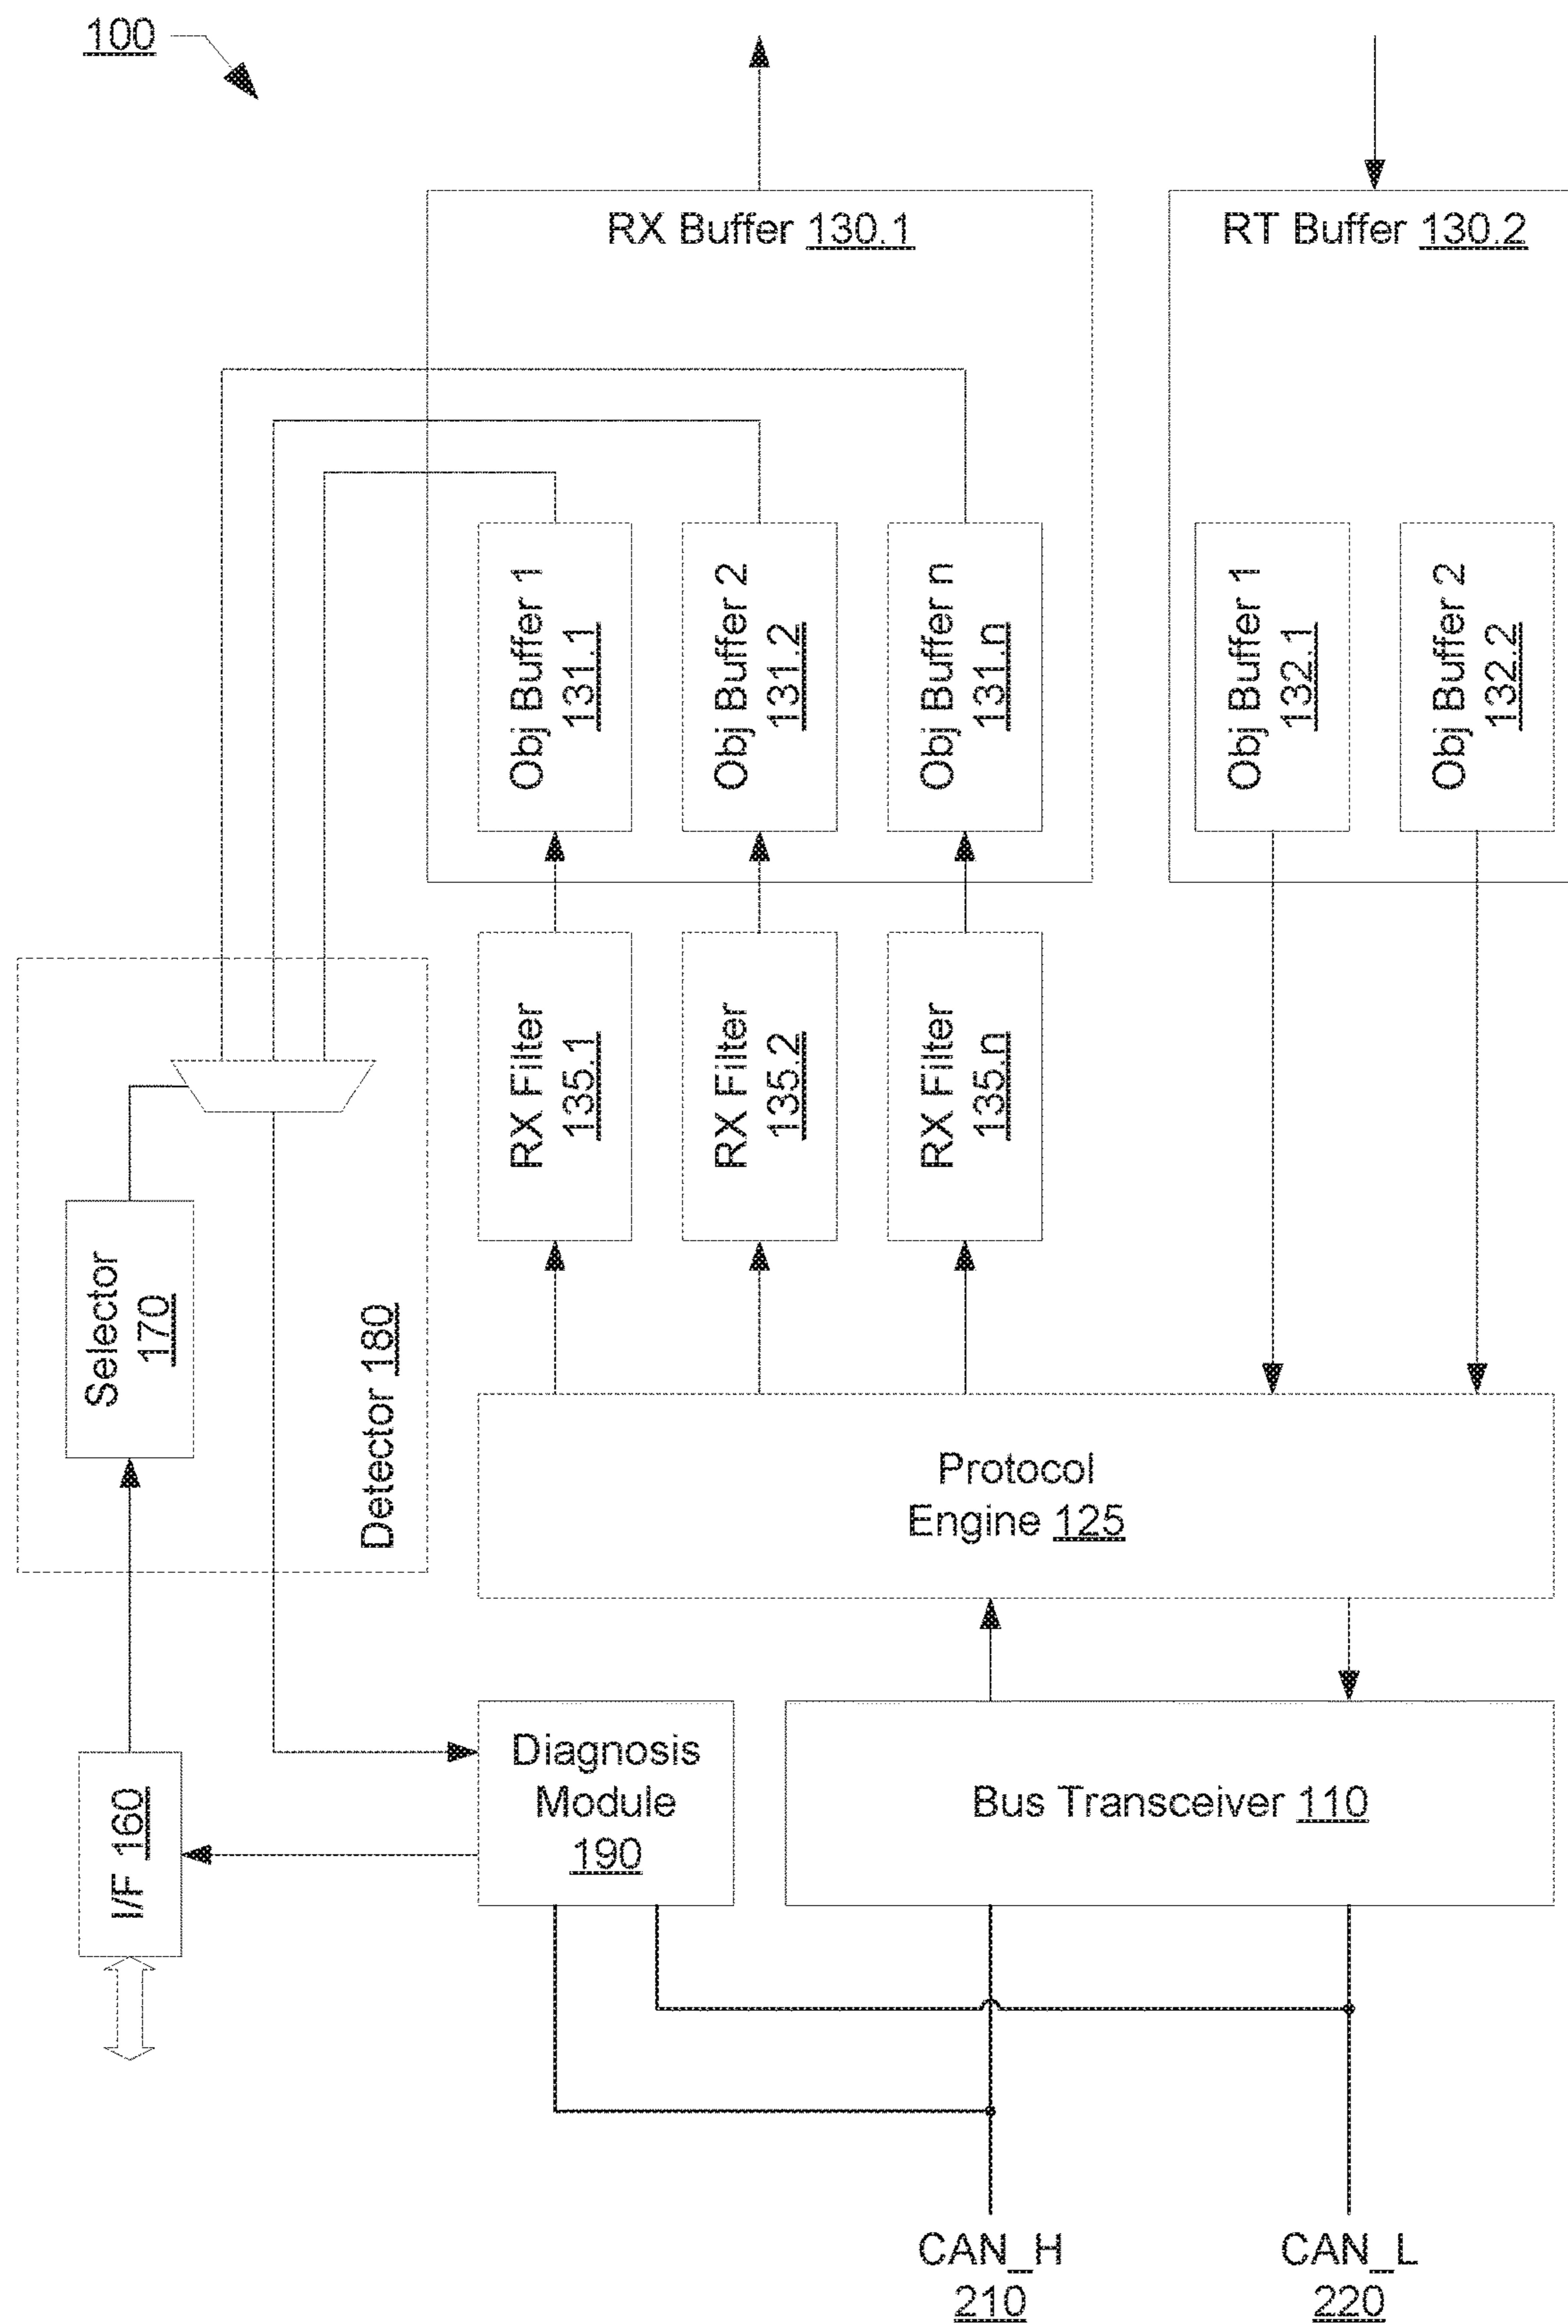 100
RX Buffer 130.1
RT Buffer 130.2
Obj Buffer 1
131.1
Obj Buffer 2
131.2
Obj Buffer n
131.n
Obj Buffer 1
132.1
Obj Buffer 2
132.2
RX Filter
135.1
RX Filter
135.2
RX Filter
135.n
Selector
170
Detector 180
Protocol
Engine 125
I/F 160
Diagnosis
Module
190
Bus Transceiver 110
CAN_H
210
CAN_L
220